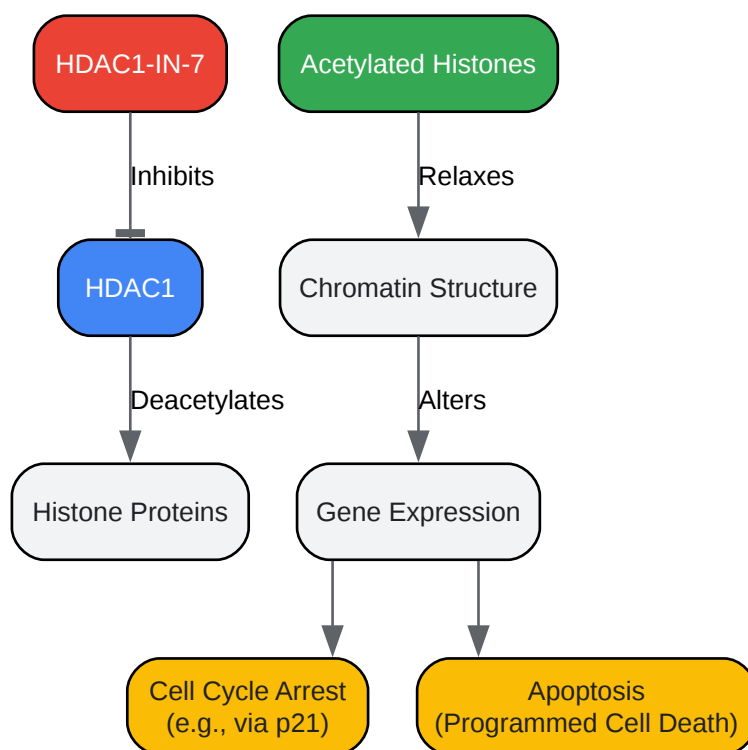 HDAC1-IN-7
Acetylated Histones
Inhibits
Relaxes
HDAC1
Chromatin Structure
Deacetylates
Alters
Histone Proteins
Gene Expression
Cell Cycle Arrest
(e.g., via p21)
Apoptosis
(Programmed Cell Death)